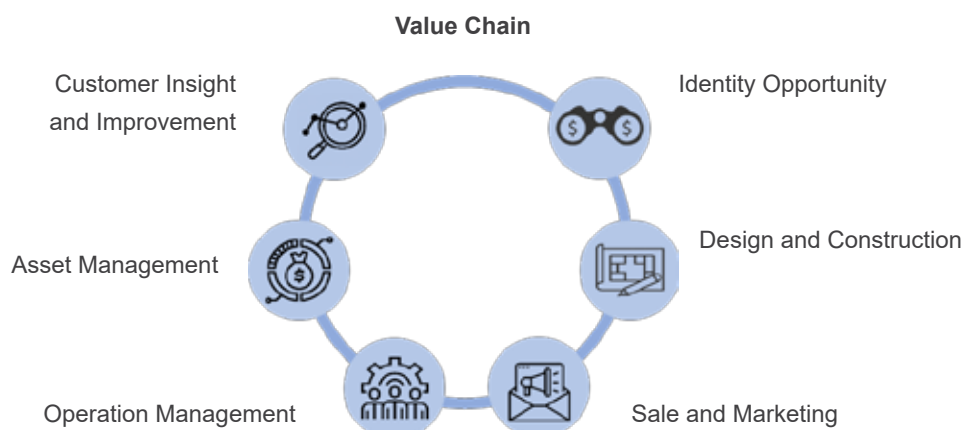 Value Chain
Customer Insight
and Improvement
Identity Opportunity
Asset Management
Design and Construction
Operation Management
Sale and Marketing
$ $
$